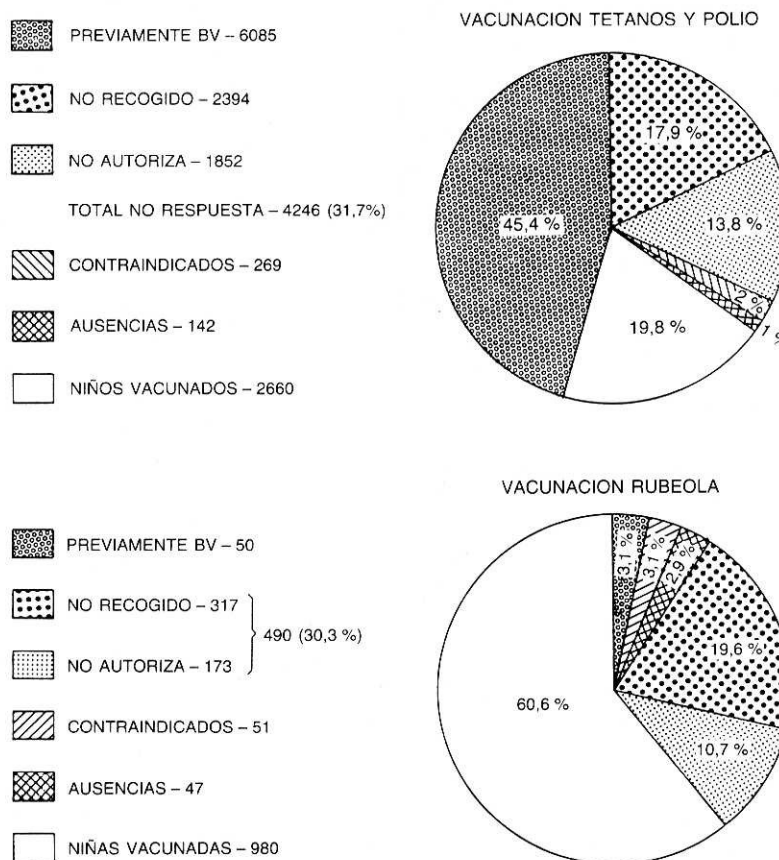 VACUNACION TETANOS Y POLIO
PREVIAMENTE BV – 6085
NO RECOGIDO – 2394
NO AUTORIZA – 1852
TOTAL NO RESPUESTA – 4246 (31,7%)
CONTRAINDICADOS – 269
AUSENCIAS – 142
NIÑOS VACUNADOS – 2660
17,9 %
13,8 %
2 %
1 %
19,8 %
45,4 %
VACUNACION RUBEOLA
PREVIAMENTE BV – 50
NO RECOGIDO – 317
490 (30,3 %)
NO AUTORIZA – 173
CONTRAINDICADOS – 51
AUSENCIAS – 47
NIÑAS VACUNADAS – 980
3,1 %
3,1 %
2,9 %
19,6 %
10,7 %
60,6 %